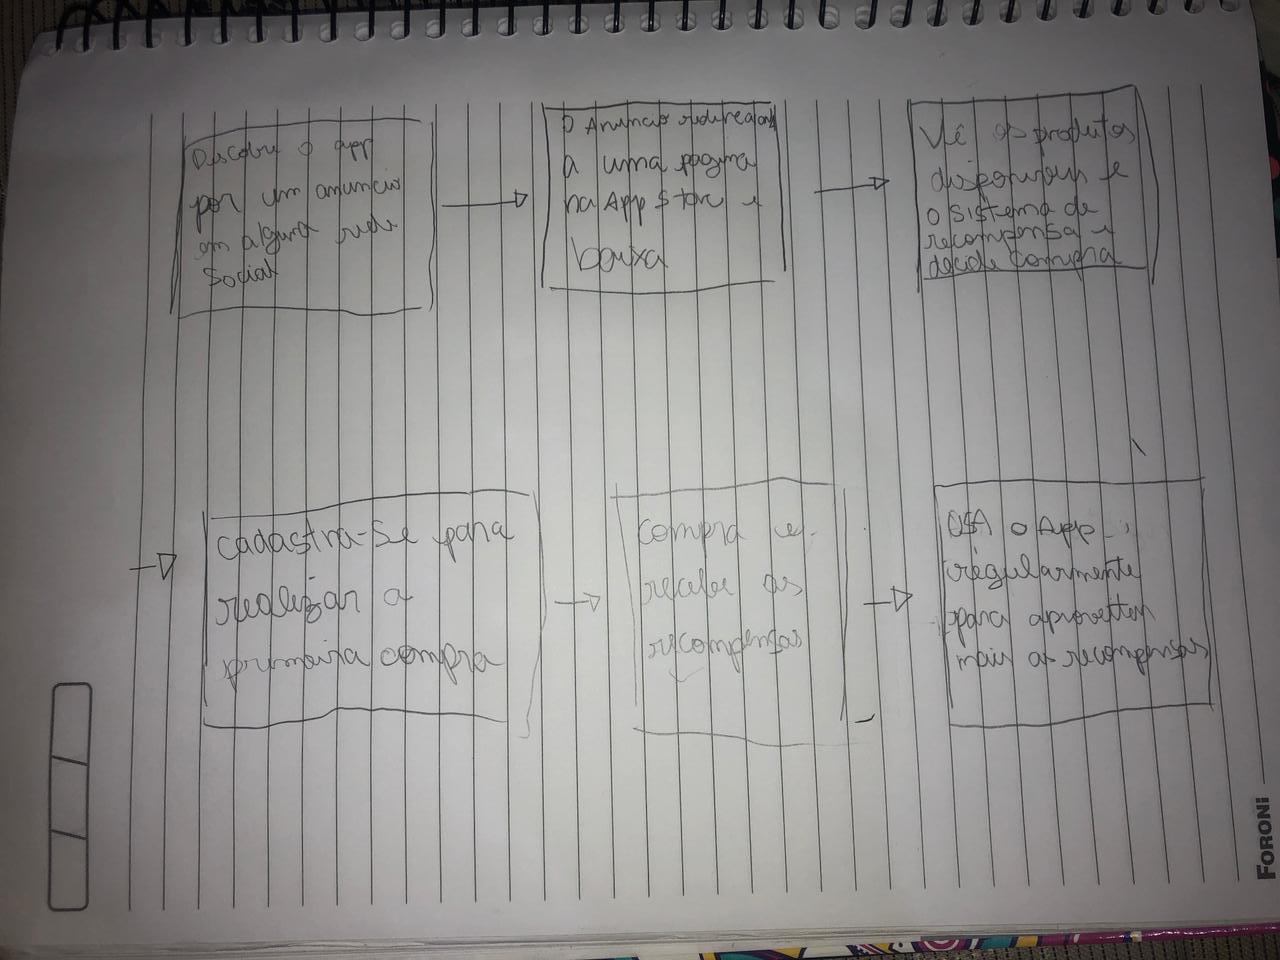 Discobre o app
por um anuncio
em alguma rede
Social
O Anuncio redireciona
a uma pagina
na App Store e
baixa
Vê os produtos
disponiveis e
o sistema de
recompensa e
decide compra
Cadastra-se para
realizar a
primeira compra
Compra e
recebe as
recompensas
USA o App
regularmente
para aproveitar
mais as recompensas
FORONI